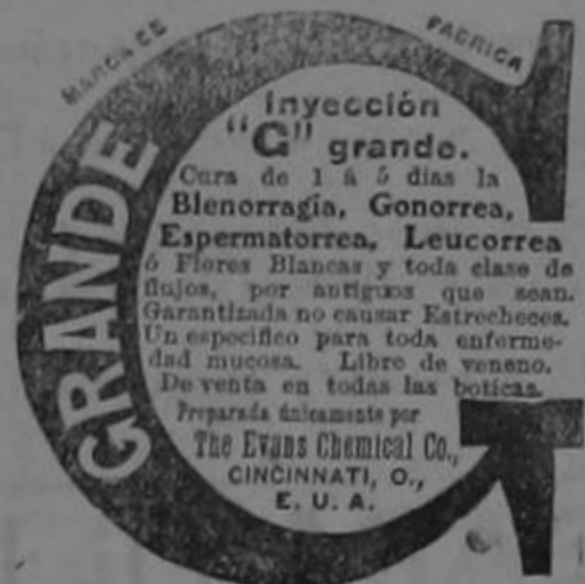 MARCA DE FABRICA
GRANDE
Inyección
"G" grande.
Cura de 1 á 5 dias la
Blenorragía, Gonorrea,
Espermatorrea, Leucorrea
ó Flores Blancas y toda clase de
flujos, por antiguos que sean.
Garantizada no causar Estrecheces.
Un especifico para toda enferme-
dad mucosa. Libre de veneno.
De venta en todas las boticas.
Preparada únicamente por
The Evans Chemical Co.,
CINCINNATI, O.,
E. U. A.